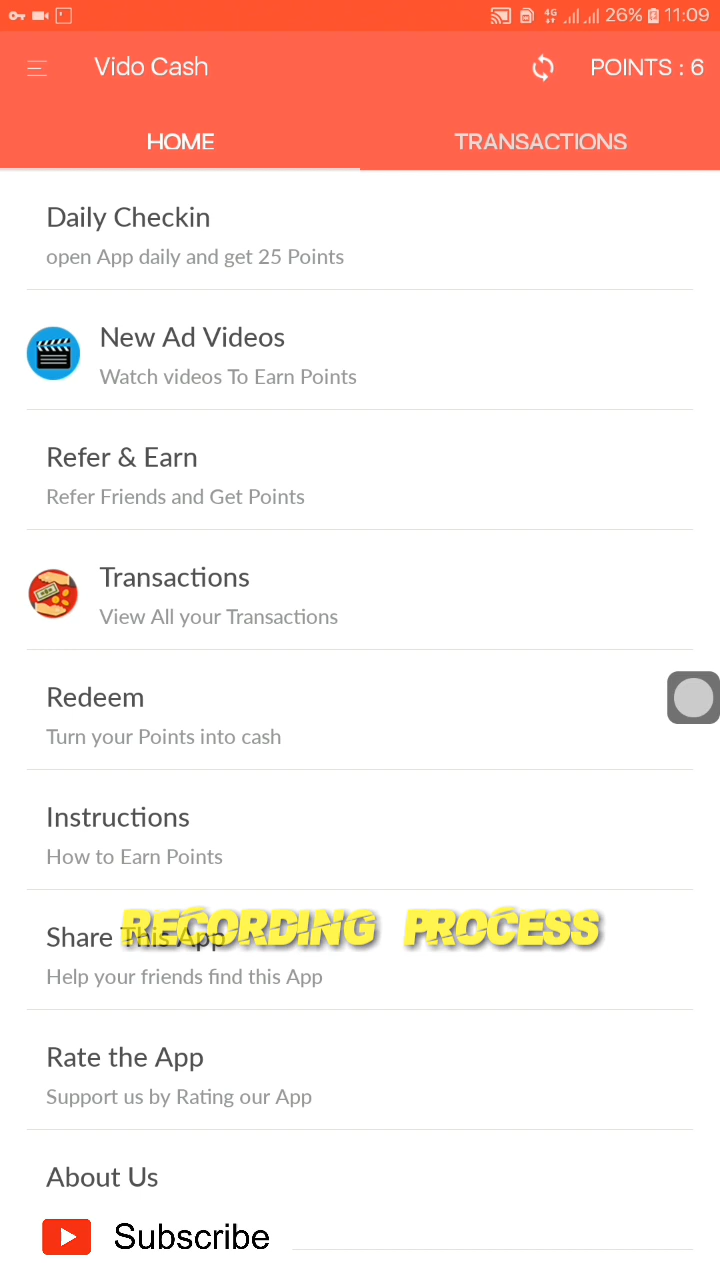 4G 26% 11:09
Vido Cash POINTS : 6
HOME TRANSACTIONS
Daily Checkin
open App daily and get 25 Points
New Ad Videos
Watch videos To Earn Points
Refer & Earn
Refer Friends and Get Points
Transactions
View All your Transactions
Redeem
Turn your Points into cash
Instructions
How to Earn Points
RECORDING PROCESS
Share This App
Help your friends find this App
Rate the App
Support us by Rating our App
About Us
Subscribe